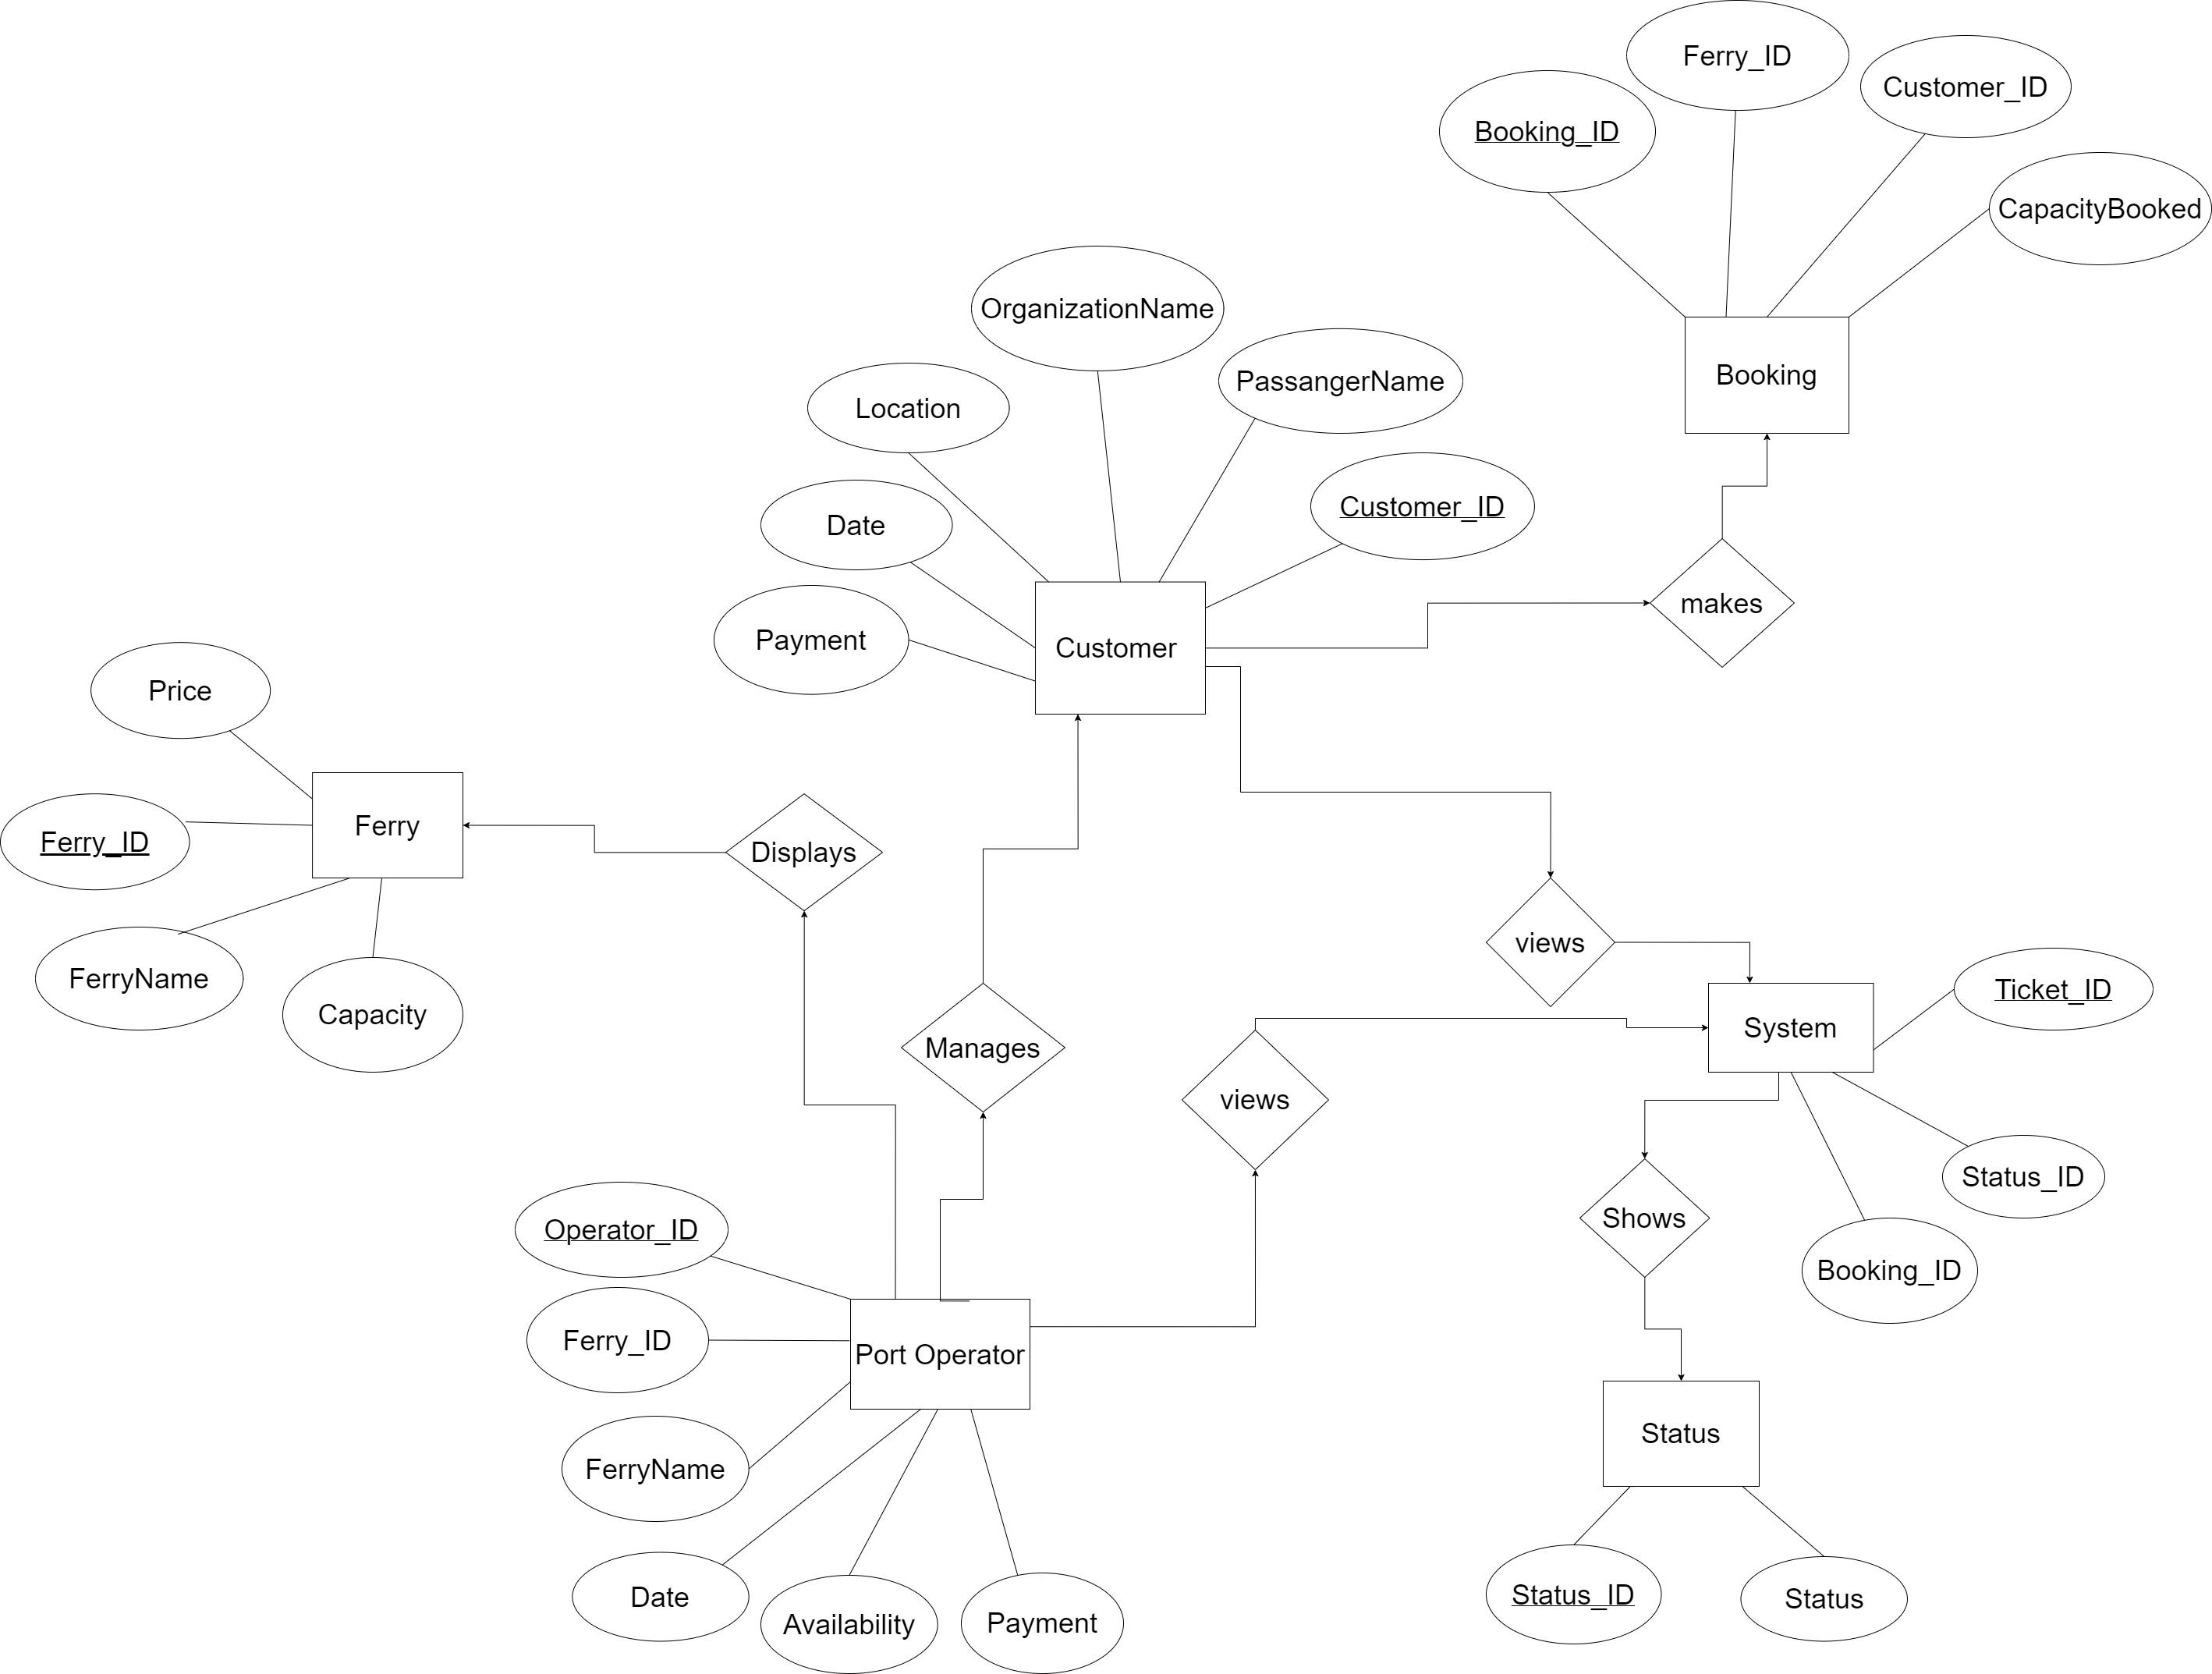 Ferry_ID
Customer_ID
Booking_ID
CapacityBooked
OrganizationName
Booking
PassangerName
Location
Customer_ID
Date
makes
Payment
Customer
Price
Ferry
Ferry_ID
Displays
views
FerryName
Ticket_ID
Capacity
System
Manages
views
Status_ID
Shows
Operator_ID
Booking_ID
Ferry_ID
Port Operator
Status
FerryName
Status_ID
Date
Status
Availability
Payment